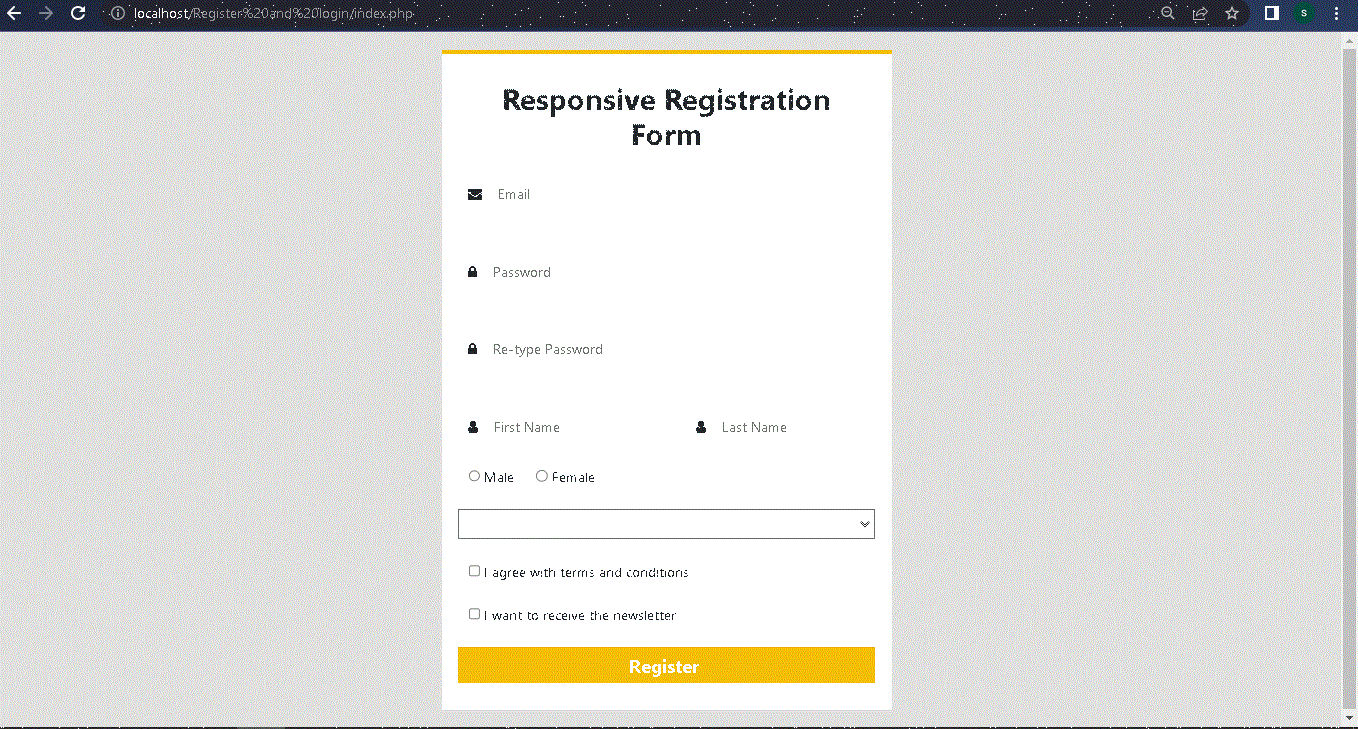 localhost/Register%20and%20login/index.php
s
Responsive Registration
Form
Email
Password
Re-type Password
First Name Last Name
Male Female
I agree with terms and conditions
I want to receive the newsletter
Register